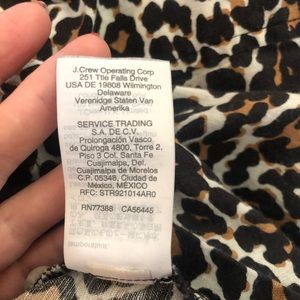 J.Crew Operating Corp
251 Ttle Falls Drive
USA DE 19808 Wilmington
Delaware
Verenidge Staten Van
Amerika
SERVICE TRADING
S.A. DE C.V.
Prolongación Vasco
de Quiroga 4800, Torre 2,
Piso 3 Col. Santa Fe
Cuajimalpa, Del.
Cuajimalpa de Morelos
C.P. 05348, Ciudad de
México, MEXICO
RFC: STR921014AR0
RN77388 CA56445